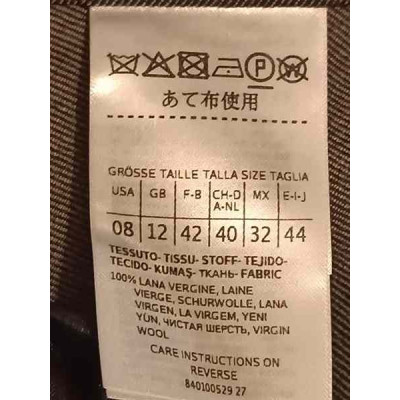 P W
あて布使用
GRÖSSE TAILLE TALLA SIZE TAGLIA
USA GB F-B CH-D A-NL MX E-I-J
08 12 42 40 32 44
TESSUTO- TISSU- STOFF- TEJIDO-
TECIDO- KUMAŞ- ТКАНЬ- FABRIC
100% LANA VERGINE, LAINE
VIERGE, SCHURWOLLE, LANA
VIRGEN, LA VIRGEM, YENI
YÜN, ЧИСТАЯ ШЕРСТЬ, VIRGIN
WOOL
CARE INSTRUCTIONS ON
REVERSE
840100529 27